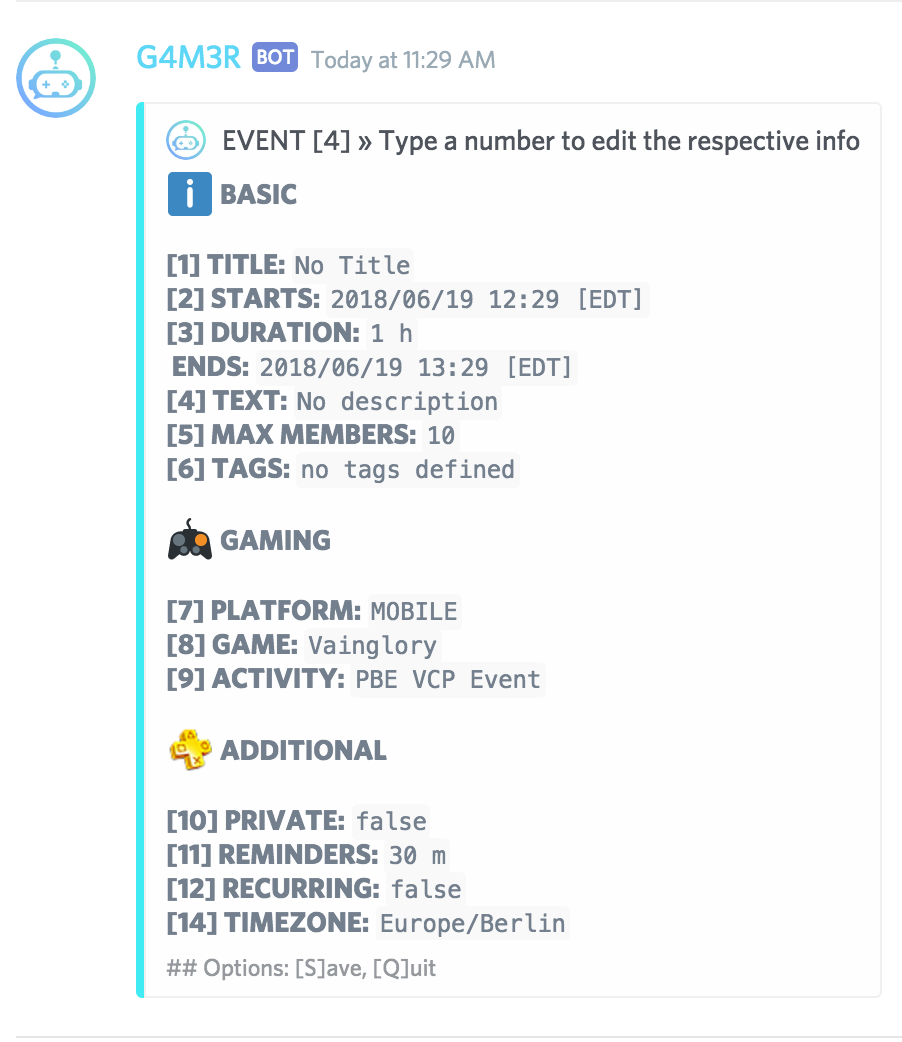 G4M3R BOT Today at 11:29 AM
EVENT [4] » Type a number to edit the respective info
i BASIC
[1] TITLE: No Title
[2] STARTS: 2018/06/19 12:29 [EDT]
[3] DURATION: 1 h
ENDS: 2018/06/19 13:29 [EDT]
[4] TEXT: No description
[5] MAX MEMBERS: 10
[6] TAGS: no tags defined
GAMING
[7] PLATFORM: MOBILE
[8] GAME: Vainglory
[9] ACTIVITY: PBE VCP Event
ADDITIONAL
[10] PRIVATE: false
[11] REMINDERS: 30 m
[12] RECURRING: false
[14] TIMEZONE: Europe/Berlin
## Options: [S]ave, [Q]uit